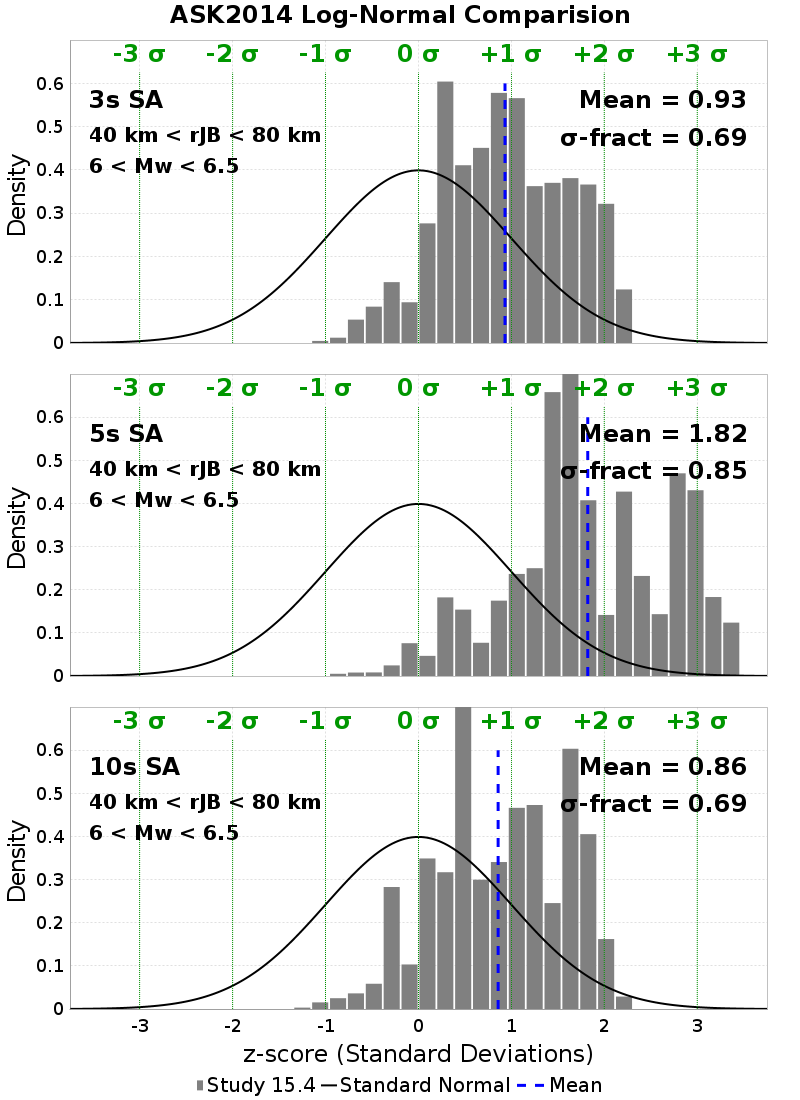 ASK2014 Log-Normal Comparision
-3 σ -2 σ -1 σ 0 σ +1 σ +2 σ +3 σ
3s SA Mean = 0.93
40 km < rJB < 80 km σ-fract = 0.69
6 < Mw < 6.5
Density
0.6
0.5
0.4
0.3
0.2
0.1
0
-3 σ -2 σ -1 σ 0 σ +1 σ +2 σ +3 σ
5s SA Mean = 1.82
40 km < rJB < 80 km σ-fract = 0.85
6 < Mw < 6.5
Density
0.6
0.5
0.4
0.3
0.2
0.1
0
-3 σ -2 σ -1 σ 0 σ +1 σ +2 σ +3 σ
10s SA Mean = 0.86
40 km < rJB < 80 km σ-fract = 0.69
6 < Mw < 6.5
Density
0.6
0.5
0.4
0.3
0.2
0.1
0
-3 -2 -1 0 1 2 3
z-score (Standard Deviations)
Study 15.4 Standard Normal Mean